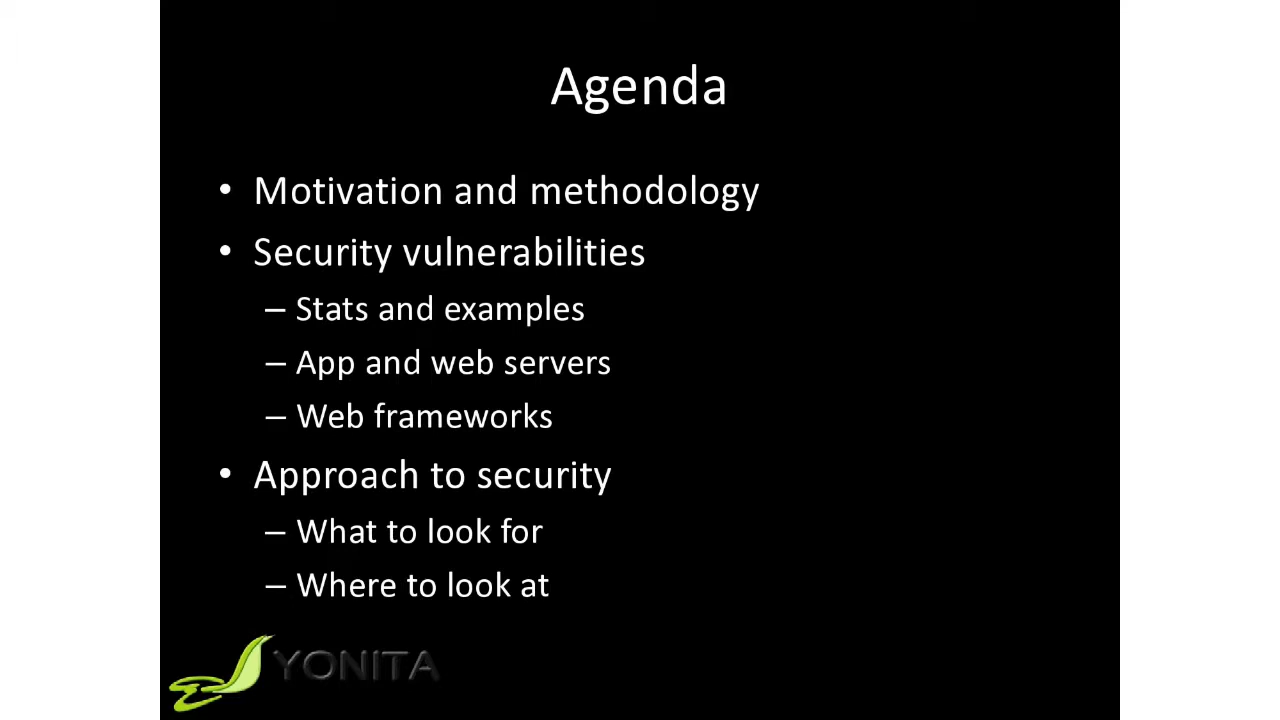 Agenda
• Motivation and methodology
• Security vulnerabilities
– Stats and examples
– App and web servers
– Web frameworks
• Approach to security
– What to look for
– Where to look at
YONITA